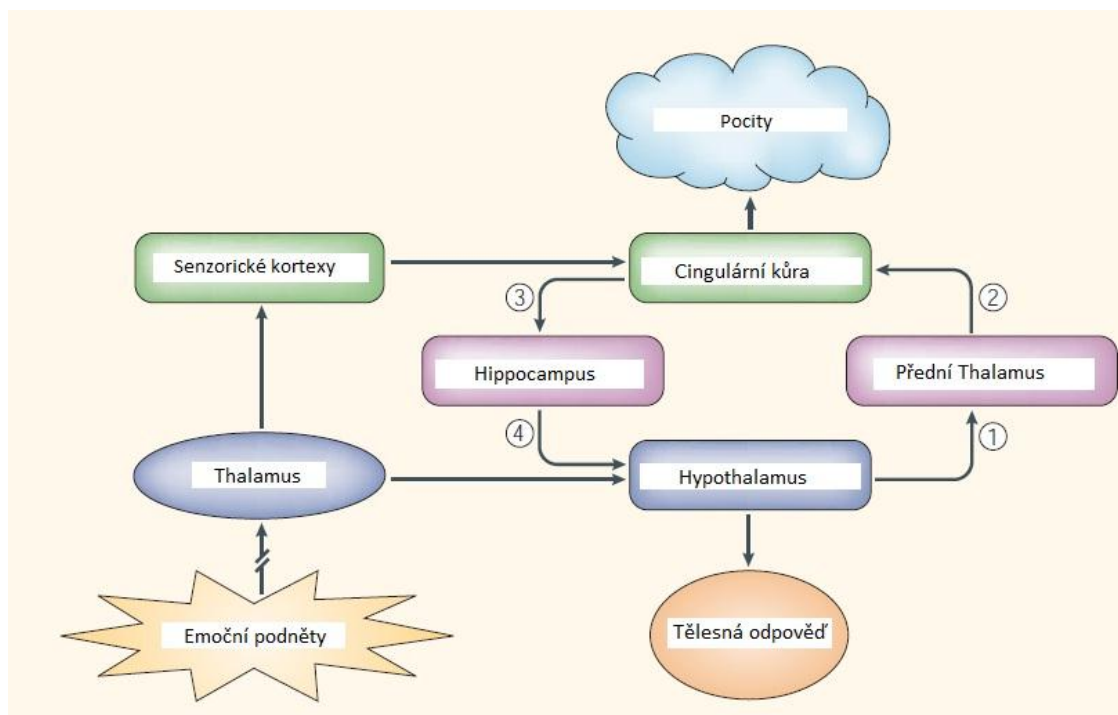 Pocity
Senzorické kortexy
Cingulární kůra
3
2
Hippocampus
Přední Thalamus
4
1
Thalamus
Hypothalamus
Emoční podněty
Tělesná odpověď